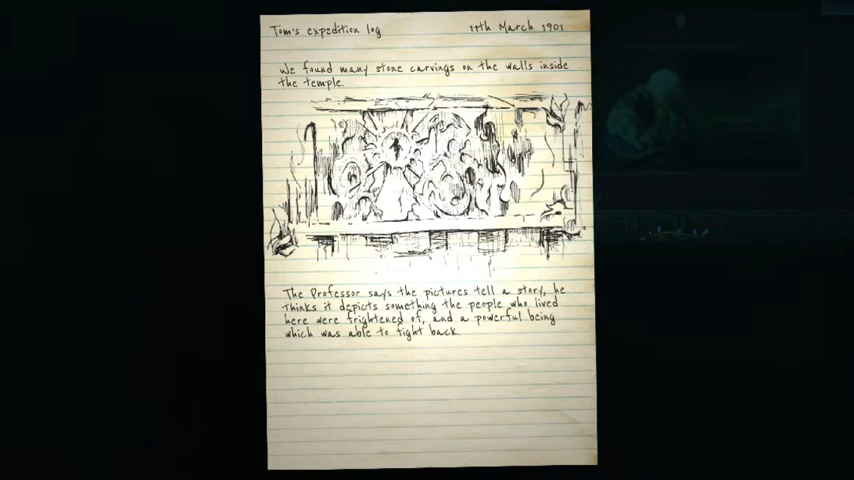 Tom's expedition log 11th March 1901
We found many stone carvings on the walls inside
the temple.
The Professor says the pictures tell a story, he
thinks it depicts something the people who lived
here were frightened of, and a powerful being
which was able to fight back.